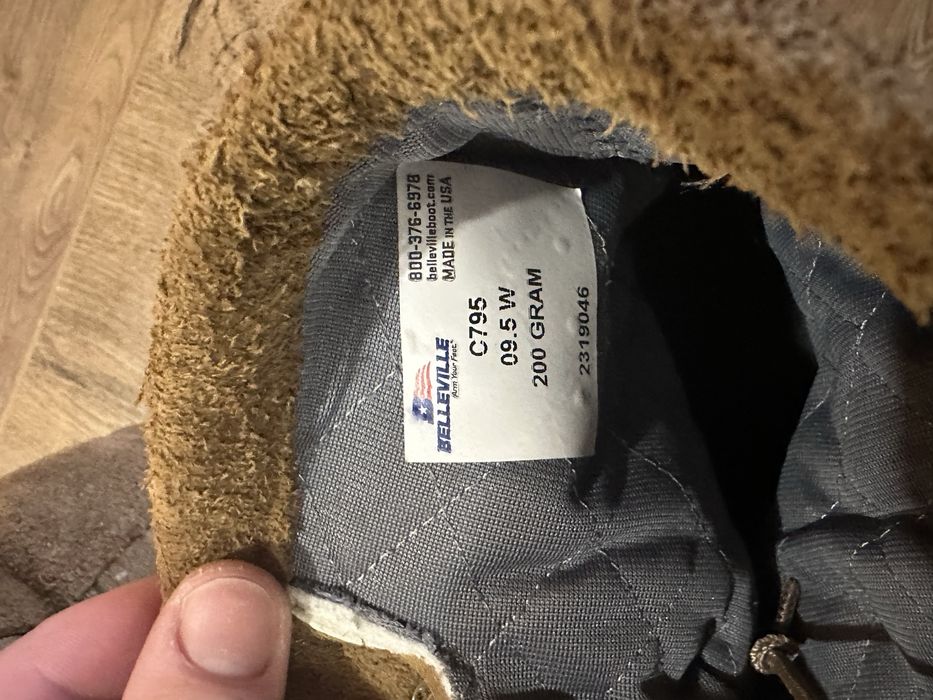 800-376-6978
bellevilleboot.com
MADE IN THE USA
BELLEVILLE
Arm Your Feet.
C795
09.5 W
200 GRAM
2319046